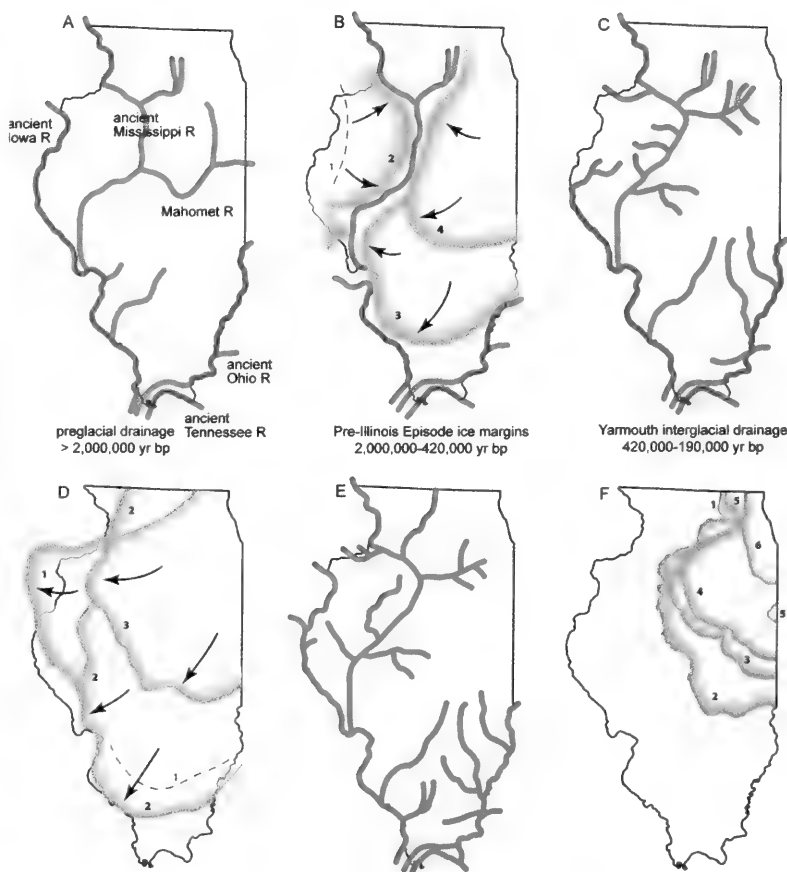 A
ancient
Iowa R
ancient
Mississippi R
Mahomet R
ancient
Ohio R
ancient
Tennessee R
preglacial drainage
> 2,000,000 yr bp
B
2
4
3
Pre-Illinois Episode ice margins
2,000,000-420,000 yr bp
C
Yarmouth interglacial drainage
420,000-190,000 yr bp
D
2
1
3
2
1
2
E
F
1
5
6
4
5
3
2